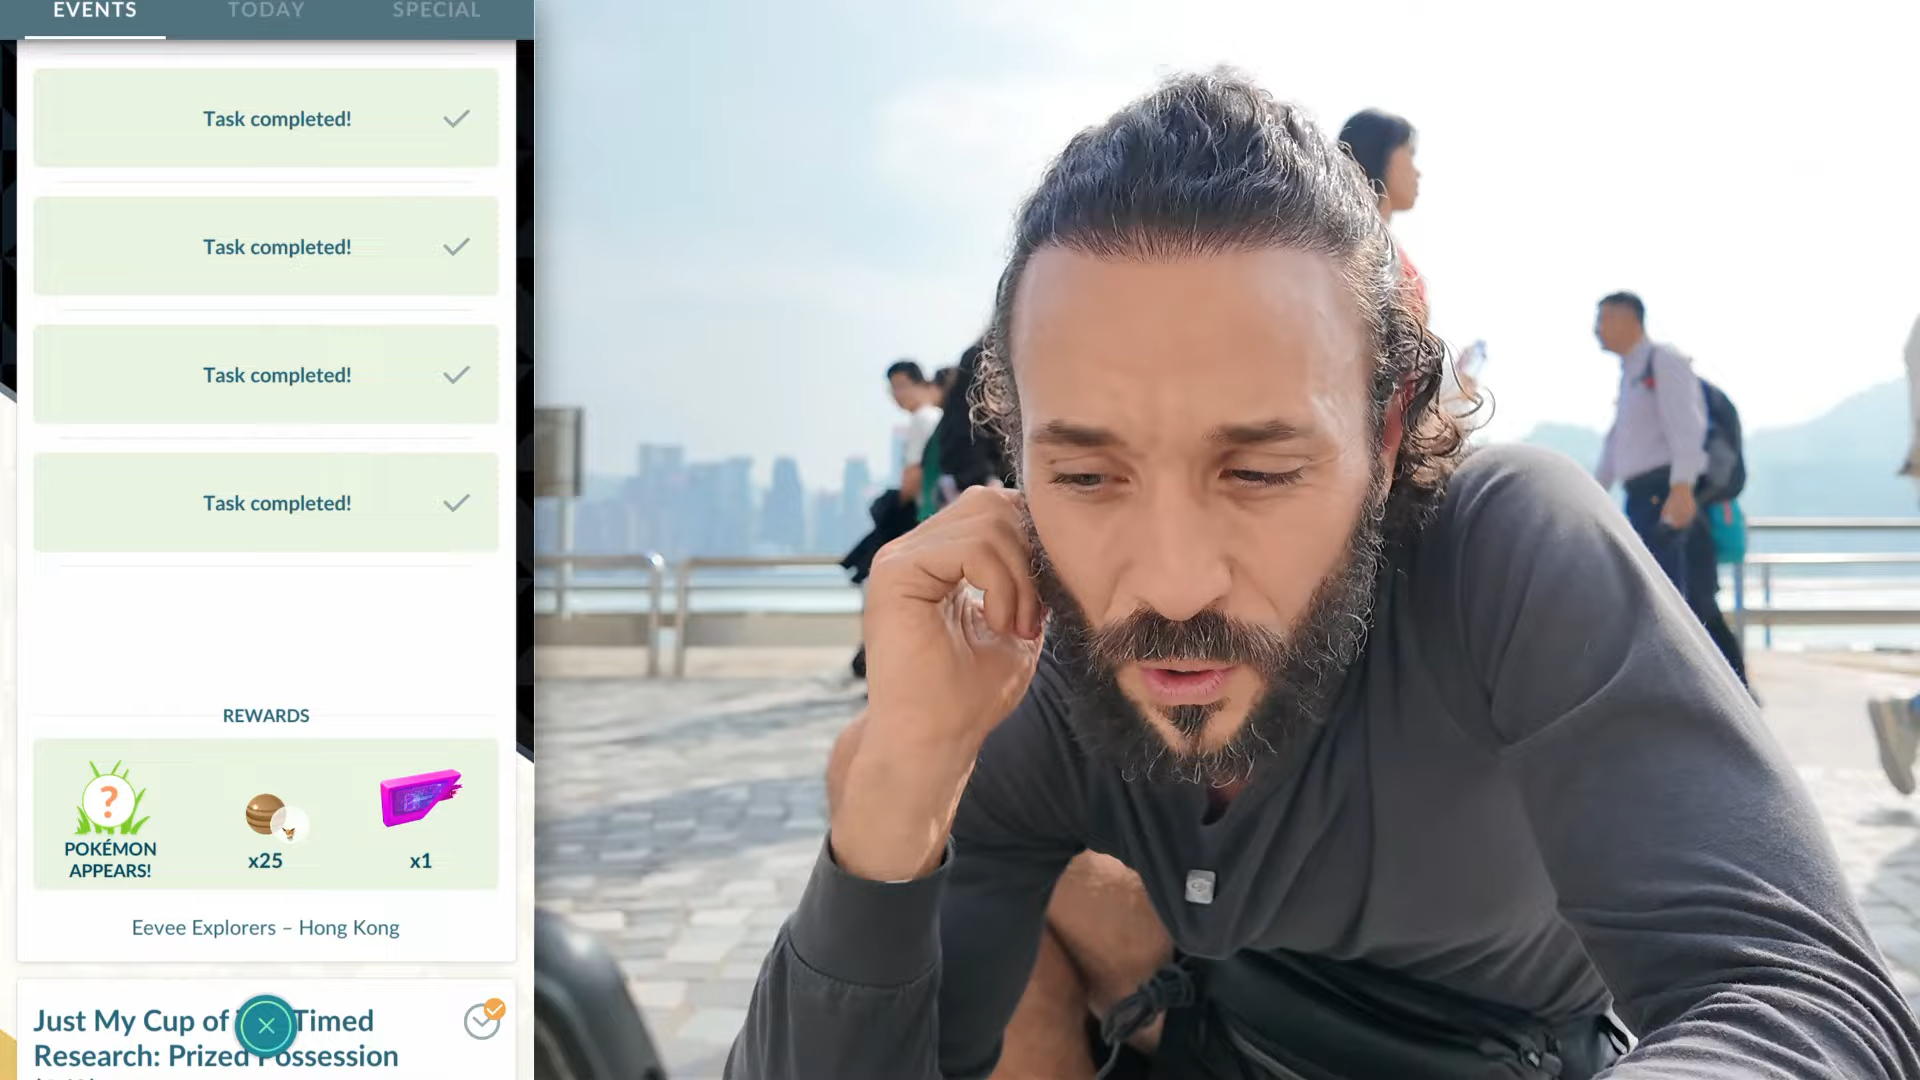 EVENTS
TODAY
SPECIAL
Task completed!
Task completed!
Task completed!
Task completed!
REWARDS
?
POKÉMON
APPEARS!
x25
x1
Eevee Explorers – Hong Kong
Just My Cup of Timed
Research: Prized Possession